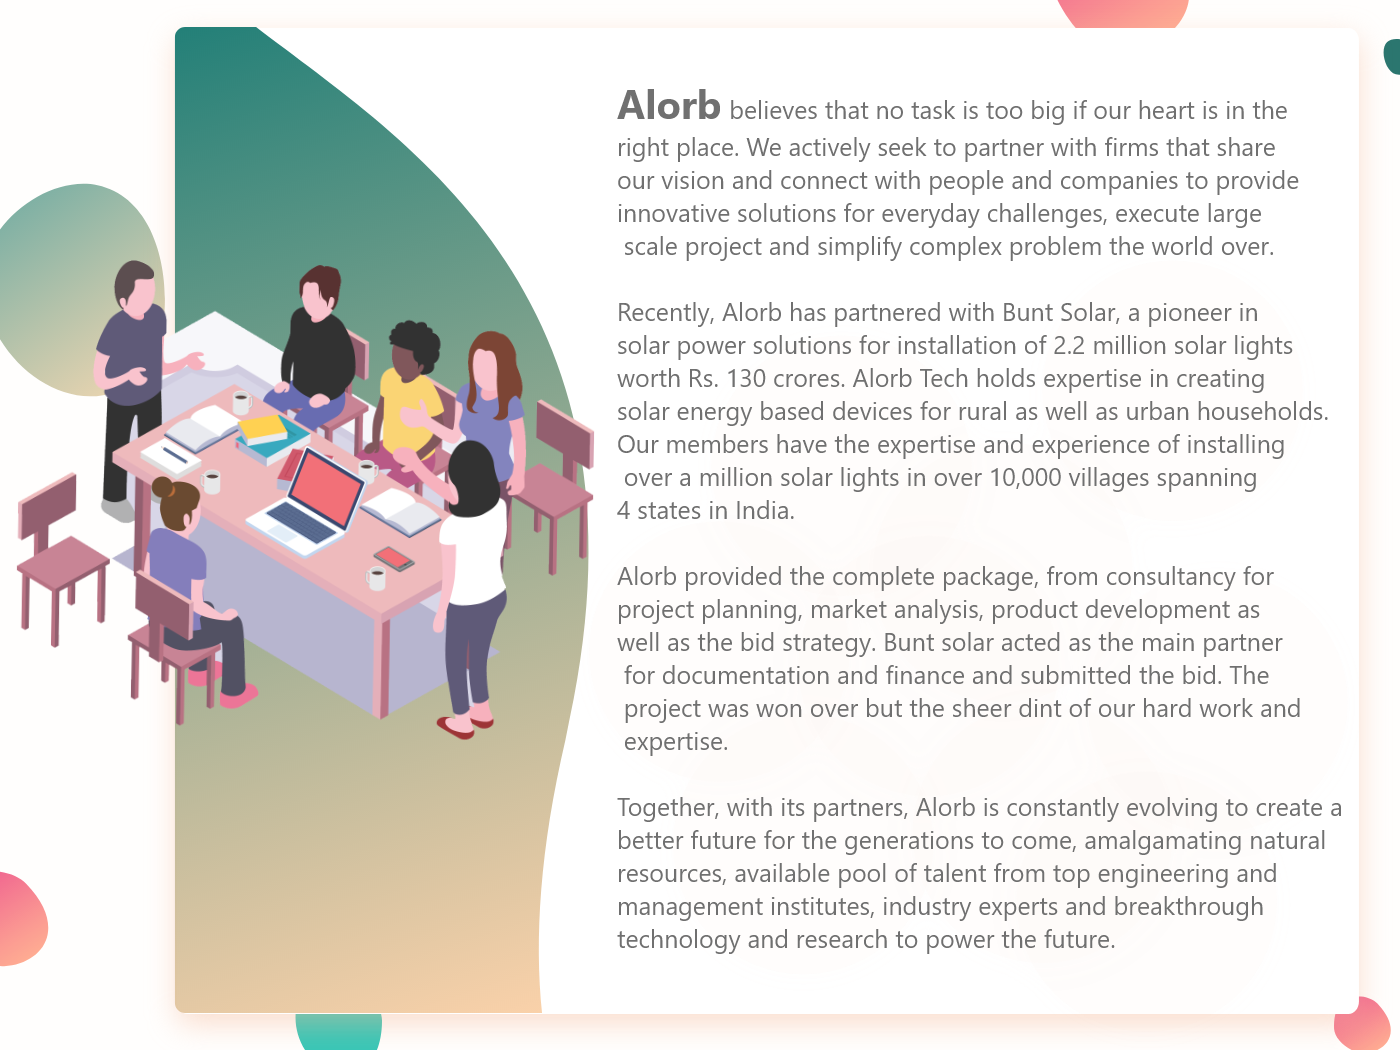 Alorb believes that no task is too big if our heart is in the
right place. We actively seek to partner with firms that share
our vision and connect with people and companies to provide
innovative solutions for everyday challenges, execute large
scale project and simplify complex problem the world over.
Recently, Alorb has partnered with Bunt Solar, a pioneer in
solar power solutions for installation of 2.2 million solar lights
worth Rs. 130 crores. Alorb Tech holds expertise in creating
solar energy based devices for rural as well as urban households.
Our members have the expertise and experience of installing
over a million solar lights in over 10,000 villages spanning
4 states in India.
Alorb provided the complete package, from consultancy for
project planning, market analysis, product development as
well as the bid strategy. Bunt solar acted as the main partner
for documentation and finance and submitted the bid. The
project was won over but the sheer dint of our hard work and
expertise.
Together, with its partners, Alorb is constantly evolving to create a
better future for the generations to come, amalgamating natural
resources, available pool of talent from top engineering and
management institutes, industry experts and breakthrough
technology and research to power the future.